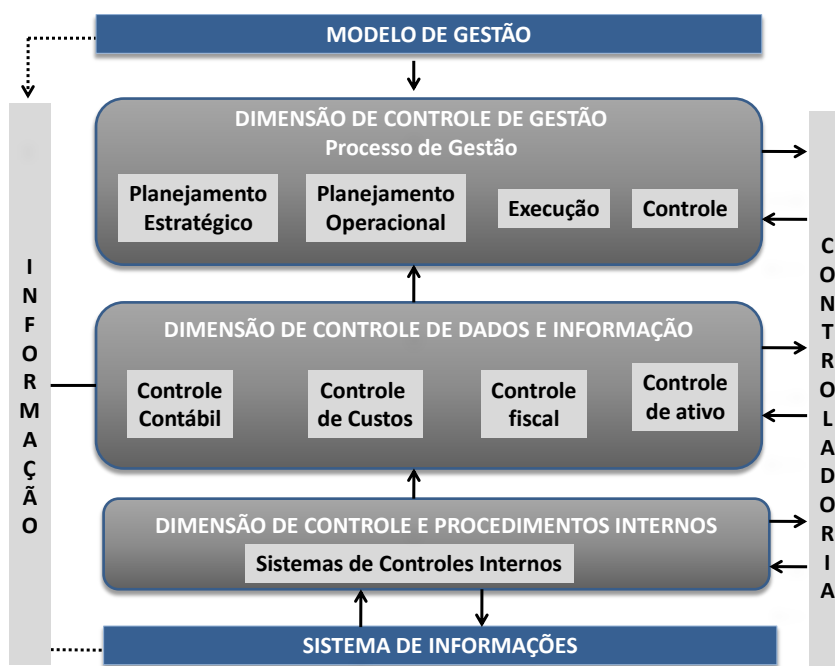 MODELO DE GESTÃO
DIMENSÃO DE CONTROLE DE GESTÃO
Processo de Gestão
Planejamento
Estratégico
Planejamento
Operacional
Execução
Controle
DIMENSÃO DE CONTROLE DE DADOS E INFORMAÇÃO
Controle
Contábil
Controle
de Custos
Controle
fiscal
Controle
de ativo
DIMENSÃO DE CONTROLE E PROCEDIMENTOS INTERNOS
Sistemas de Controles Internos
SISTEMA DE INFORMAÇÕES
INFORMAÇÃO
CONTROLADORIA